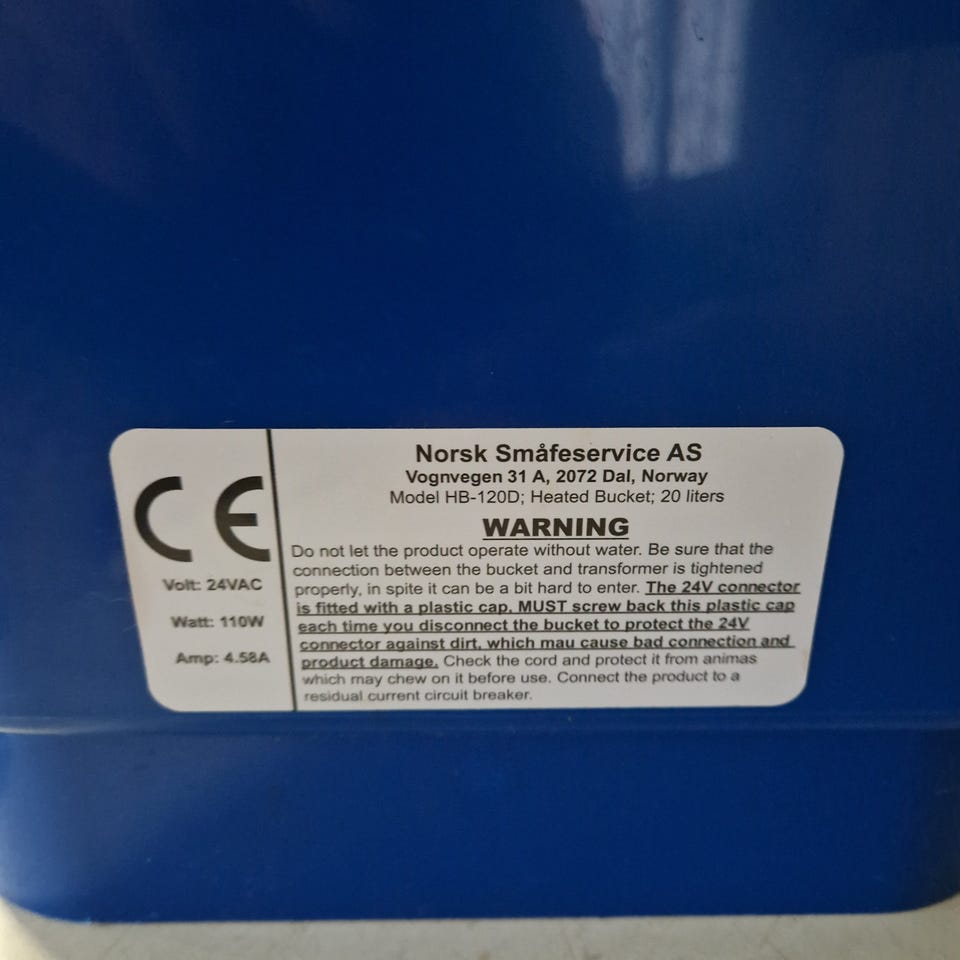 CE
Volt: 24VAC
Watt: 110W
Amp: 4.58A
Norsk Småfeservice AS
Vognvegen 31 A, 2072 Dal, Norway
Model HB-120D; Heated Bucket; 20 liters
WARNING
Do not let the product operate without water. Be sure that the
connection between the bucket and transformer is tightened
properly, in spite it can be a bit hard to enter. The 24V connector
is fitted with a plastic cap. MUST screw back this plastic cap
each time you disconnect the bucket to protect the 24V
connector against dirt, which mau cause bad connection and
product damage. Check the cord and protect it from animas
which may chew on it before use. Connect the product to a
residual current circuit breaker.